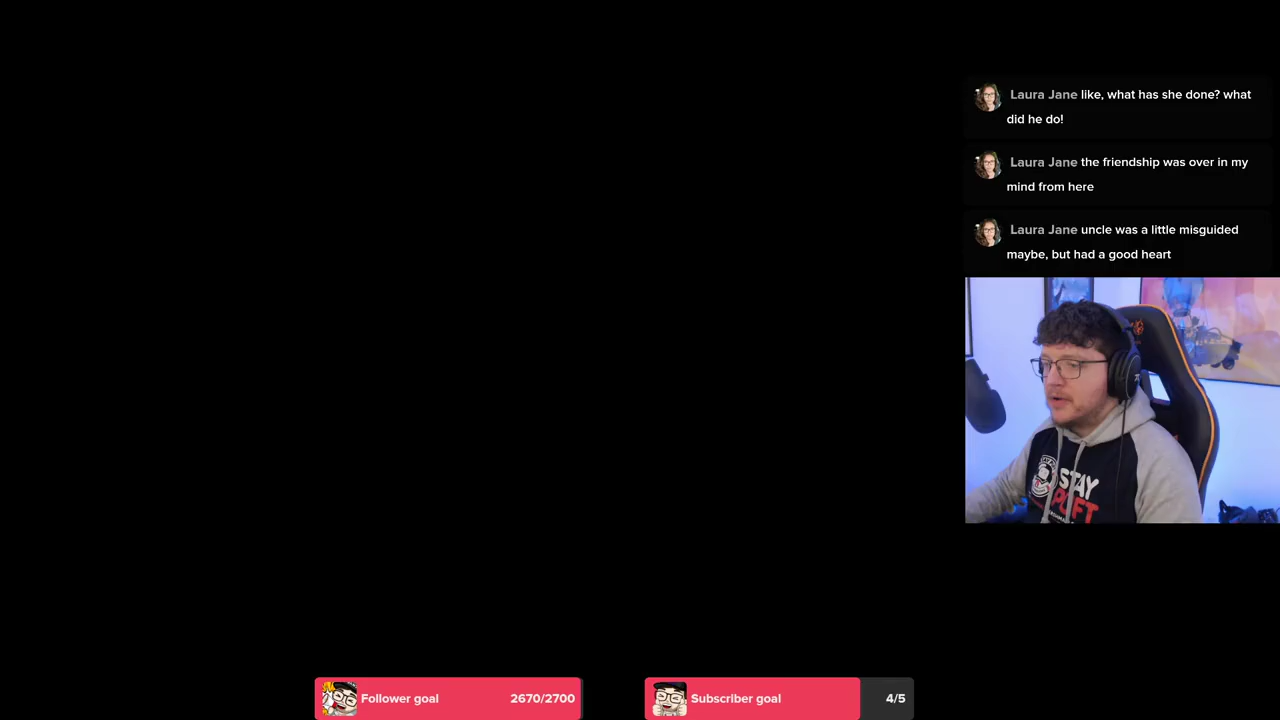 Laura Jane like, what has she done? what
did he do!
Laura Jane the friendship was over in my
mind from here
Laura Jane uncle was a little misguided
maybe, but had a good heart
STAY
Follower goal 2670/2700
Subscriber goal 4/5